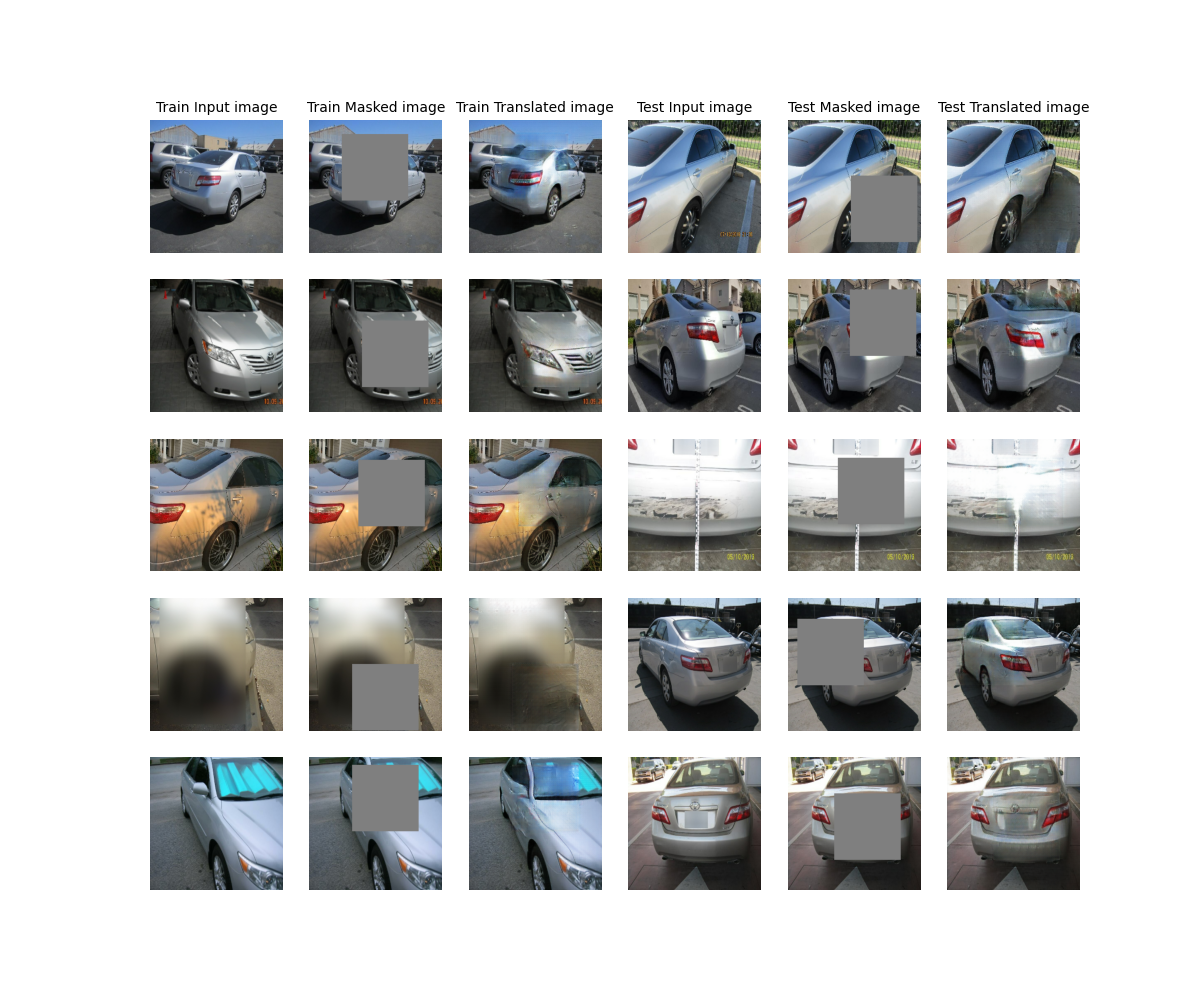 Train Input image
Train Masked image
Train Translated image
Test Input image
Test Masked image
Test Translated image